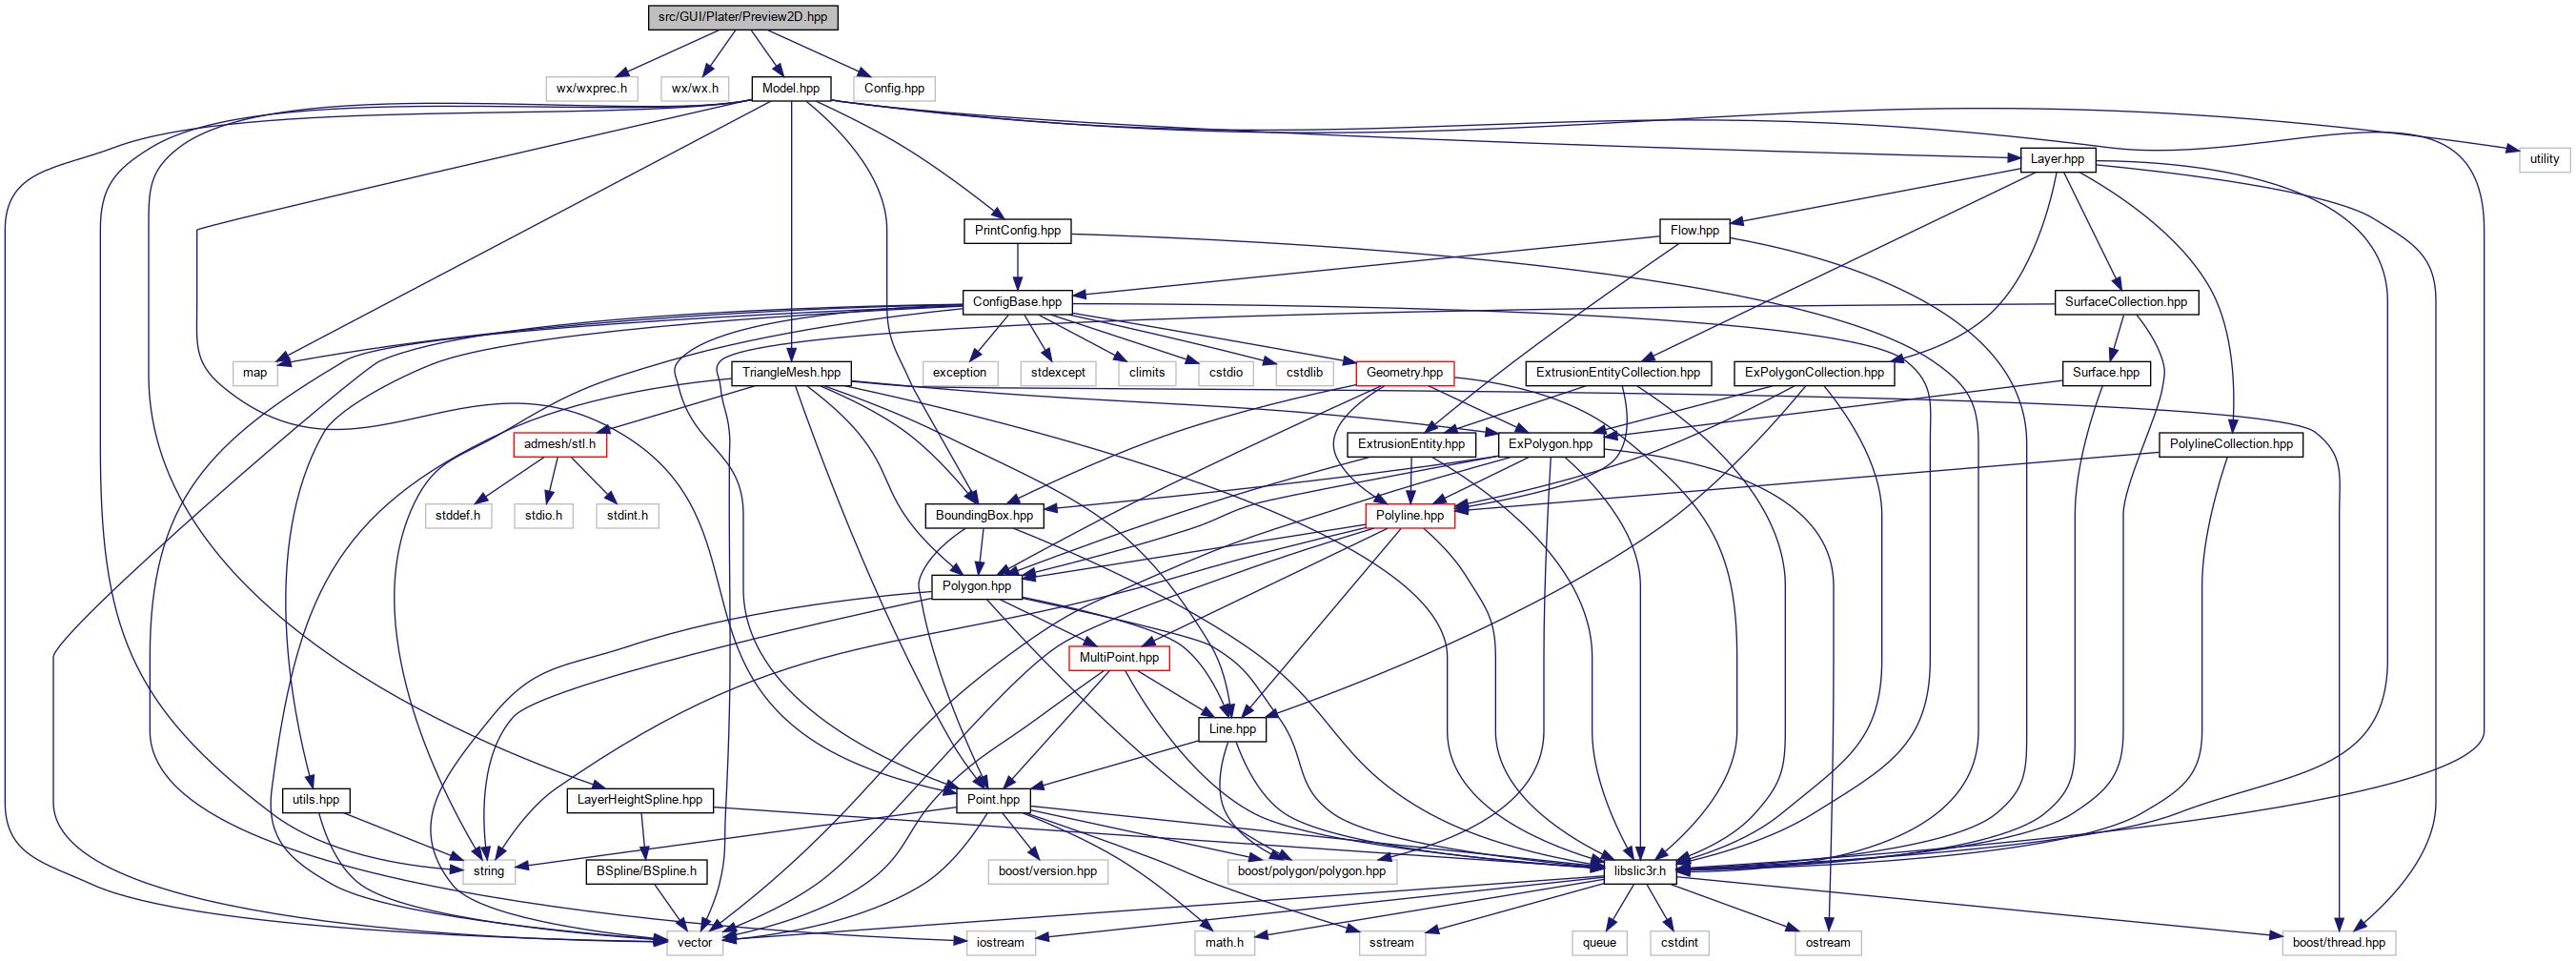 src/GUI/Plater/Preview2D.hpp
wx/wxprec.h
wx/wx.h
Model.hpp
Config.hpp
Layer.hpp
utility
PrintConfig.hpp
Flow.hpp
ConfigBase.hpp
SurfaceCollection.hpp
map
TriangleMesh.hpp
exception
stdexcept
climits
cstdio
cstdlib
Geometry.hpp
ExtrusionEntityCollection.hpp
ExPolygonCollection.hpp
Surface.hpp
admesh/stl.h
ExtrusionEntity.hpp
ExPolygon.hpp
PolylineCollection.hpp
stddef.h
stdio.h
stdint.h
BoundingBox.hpp
Polyline.hpp
Polygon.hpp
MultiPoint.hpp
Line.hpp
utils.hpp
LayerHeightSpline.hpp
Point.hpp
string
BSpline/BSpline.h
boost/version.hpp
boost/polygon/polygon.hpp
libslic3r.h
vector
iostream
math.h
sstream
queue
cstdint
ostream
boost/thread.hpp